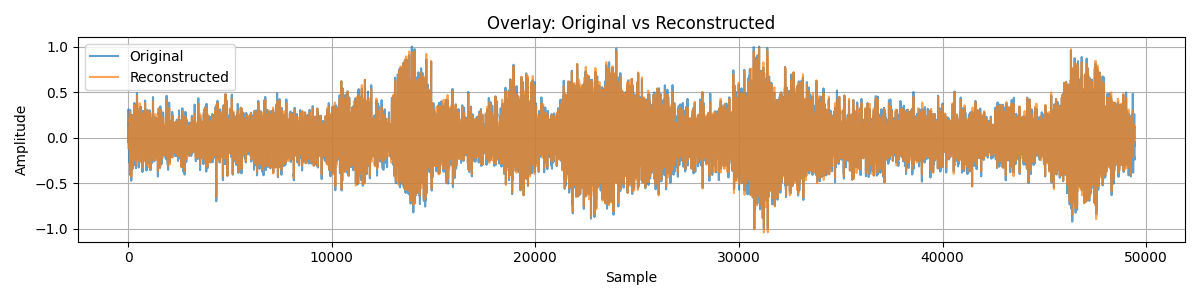 Overlay: Original vs Reconstructed
Original
Reconstructed
Amplitude
1.0
0.5
0.0
−0.5
−1.0
0 10000 20000 30000 40000 50000
Sample